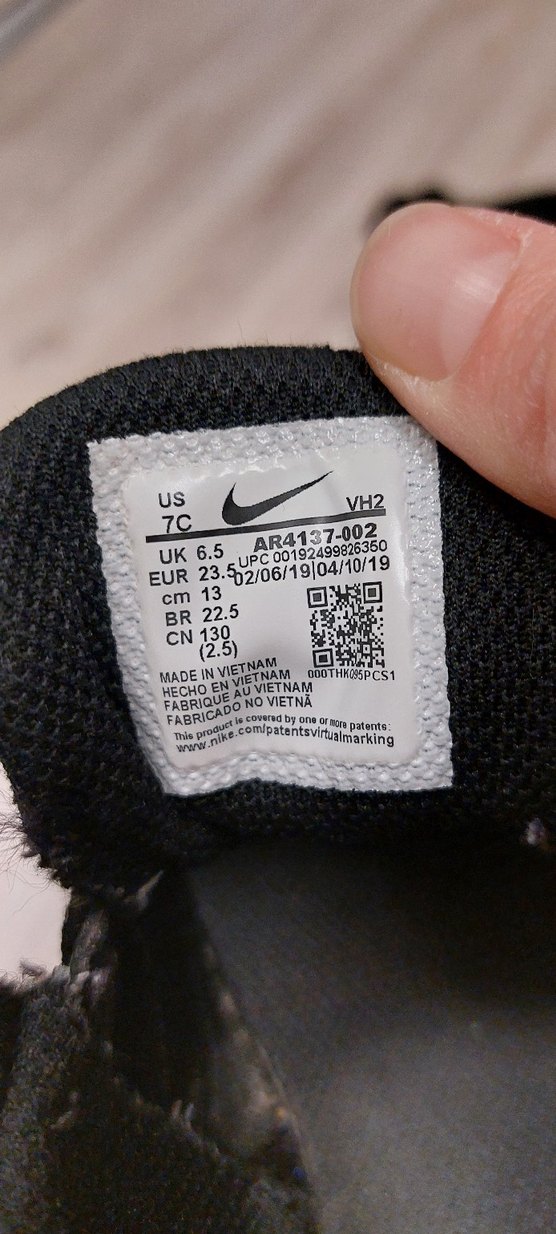 US
7C
VH2
UK 6.5
AR4137-002
EUR 23.5
UPC 00192499826350
cm 13
02/06/19|04/10/19
BR 22.5
CN 130
(2.5)
000THKQ95PCS1
MADE IN VIETNAM
HECHO EN VIETNAM
FABRIQUE AU VIETNAM
FABRICADO NO VIETNÃ
This product is covered by one or more patents:
www.nike.com/patentsvirtualmarking